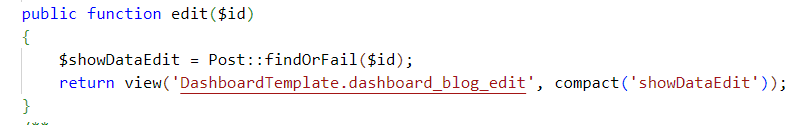 public function edit($id)
{
$showDataEdit = Post::findOrFail($id);
return view('DashboardTemplate.dashboard_blog_edit', compact('showDataEdit'));
}
/**